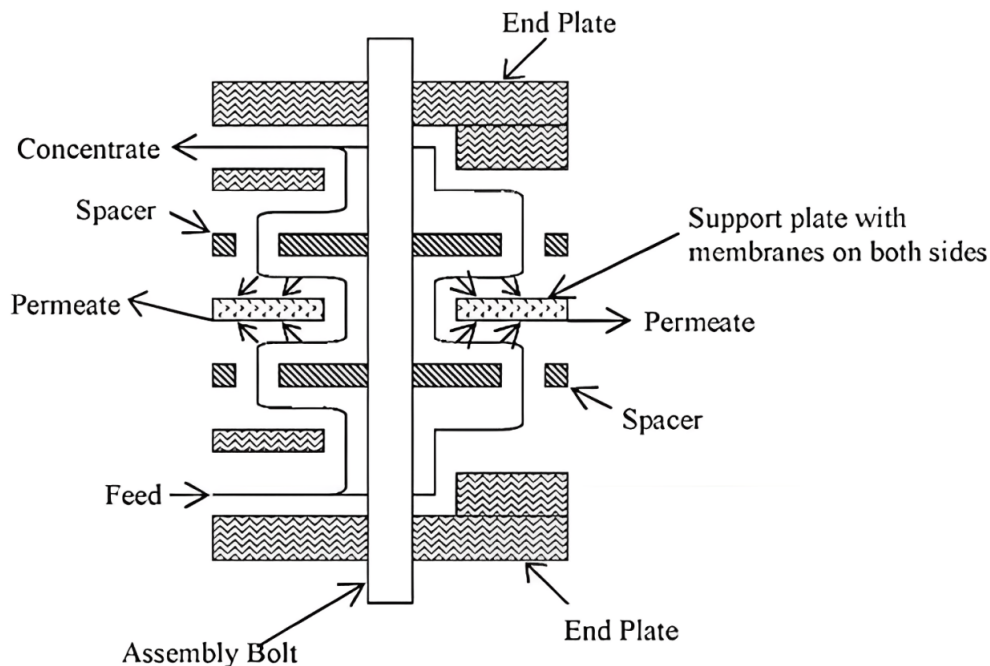 End Plate
Concentrate
Spacer
Support plate with
membranes on both sides
Permeate
Permeate
Spacer
Feed
End Plate
Assembly Bolt